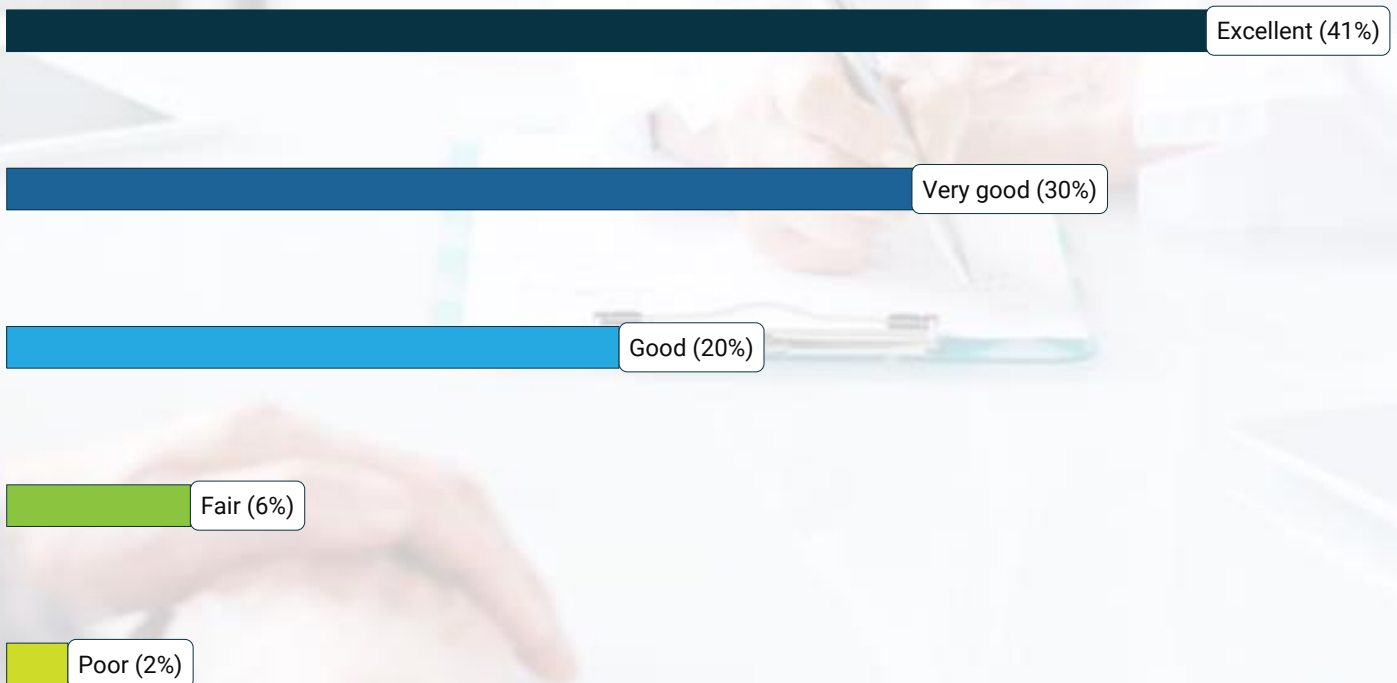 Excellent (41%)
Very good (30%)
Good (20%)
Fair (6%)
Poor (2%)